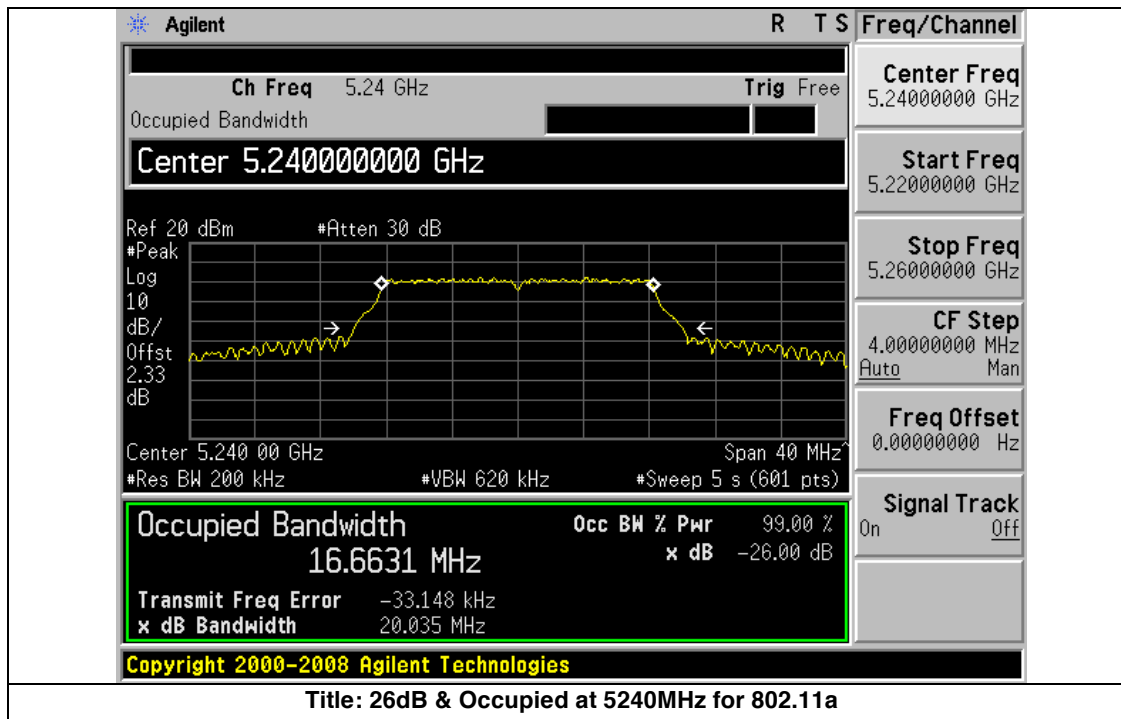 Agilent R T S Freq/Channel
Ch Freq 5.24 GHz Trig Free
Occupied Bandwidth
Center 5.240000000 GHz
Ref 20 dBm #Atten 30 dB
#Peak
Log
10
dB/
Offst
2.33
dB
Center 5.240 00 GHz Span 40 MHz^
#Res BW 200 kHz #VBW 620 kHz #Sweep 5 s (601 pts)
Occupied Bandwidth Occ BW % Pwr 99.00 %
16.6631 MHz x dB -26.00 dB
Transmit Freq Error -33.148 kHz
x dB Bandwidth 20.035 MHz
Copyright 2000-2008 Agilent Technologies
Center Freq
5.24000000 GHz
Start Freq
5.22000000 GHz
Stop Freq
5.26000000 GHz
CF Step
4.00000000 MHz
Auto Man
Freq Offset
0.00000000 Hz
Signal Track
On Off
Title: 26dB & Occupied at 5240MHz for 802.11a